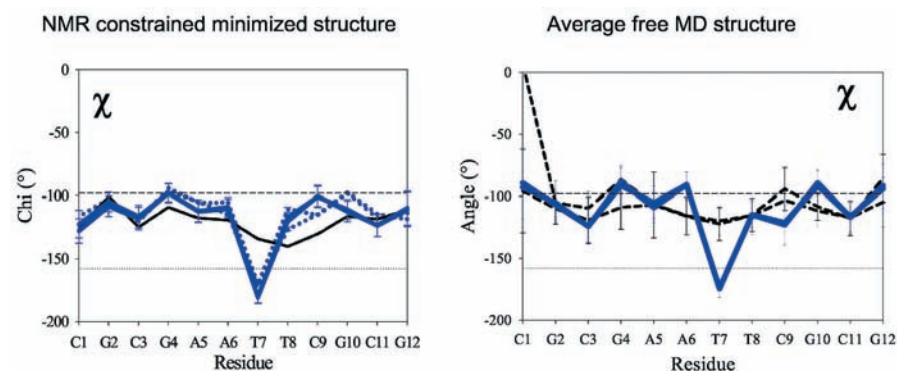 NMR constrained minimized structure
Average free MD structure
χ
Chi (°)
0
-50
-100
-150
-200
C1 G2 C3 G4 A5 A6 T7 T8 C9 G10 C11 G12
Residue
χ
Angle (°)
0
-50
-100
-150
-200
C1 G2 C3 G4 A5 A6 T7 T8 C9 G10 C11 G12
Residue